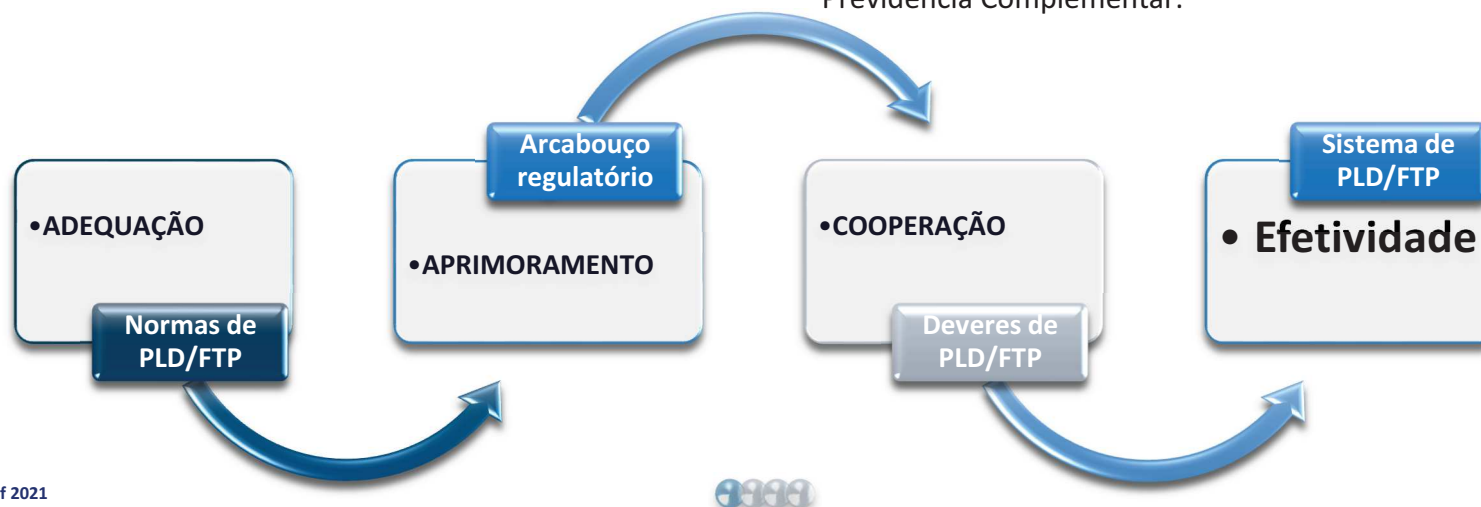 Previdência Complementar.
•ADEQUAÇÃO
Normas de
PLD/FTP
Arcabouço
regulatório
•APRIMORAMENTO
•COOPERAÇÃO
Deveres de
PLD/FTP
Sistema de
PLD/FTP
• Efetividade
f 2021